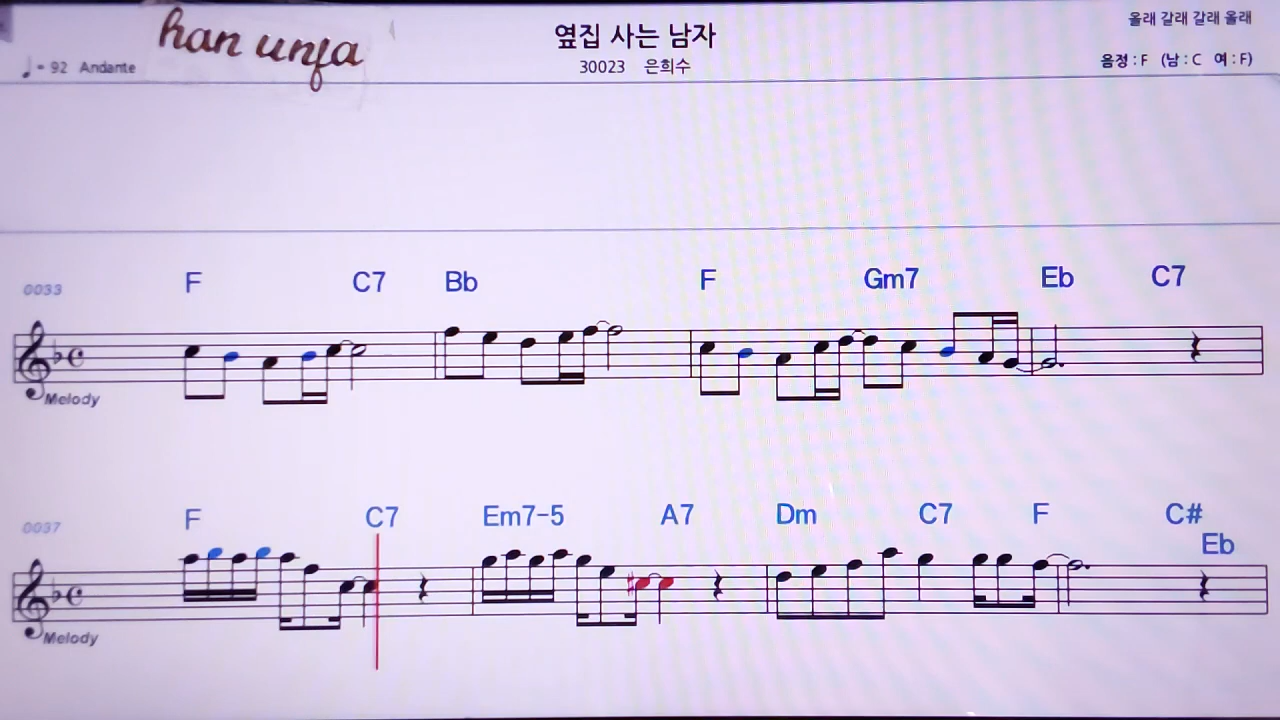 han unfa
옆집 사는 남자
올래 갈래 갈래 올래
♩= 92 Andante
30023 은희수
음정 : F (남 : C 여 : F)
F C7 Bb F Gm7 Eb C7
0033
Melody
F C7 Em7-5 A7 Dm C7 F C#
Eb
0037
Melody